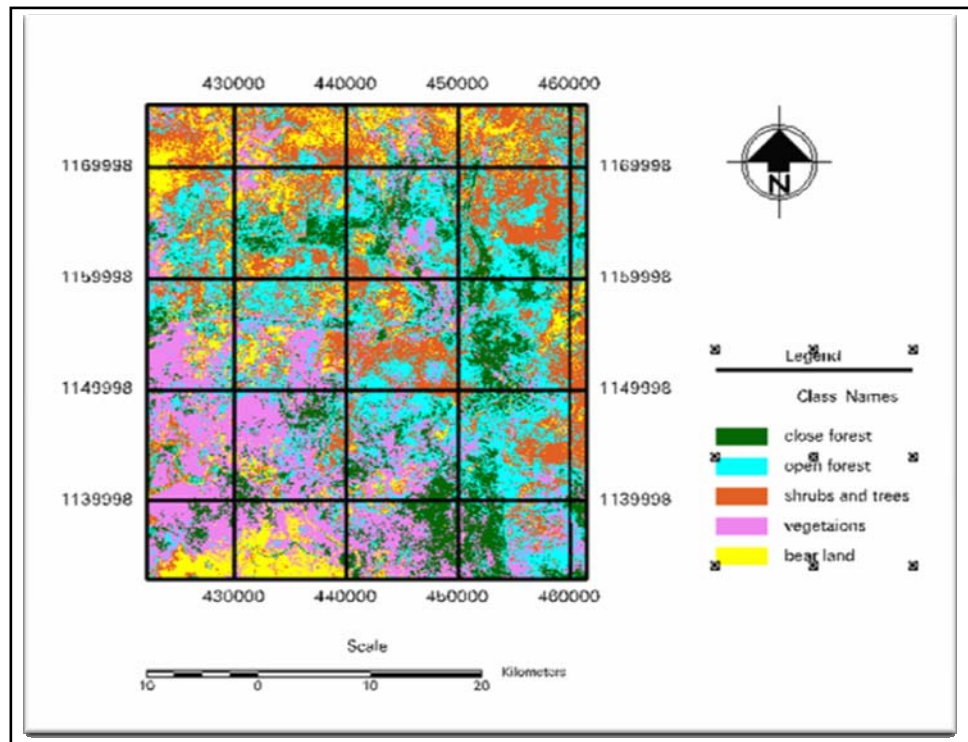 430000 440000 450000 460000
1169998 1169998
N
1159998 1159998
Legend
1149998 1149998
Class Names
close forest
open forest
shrubs and trees
1139998 1139998
vegetaions
bear land
430000 440000 450000 460000
Scale
10 0 10 20 Kilometers